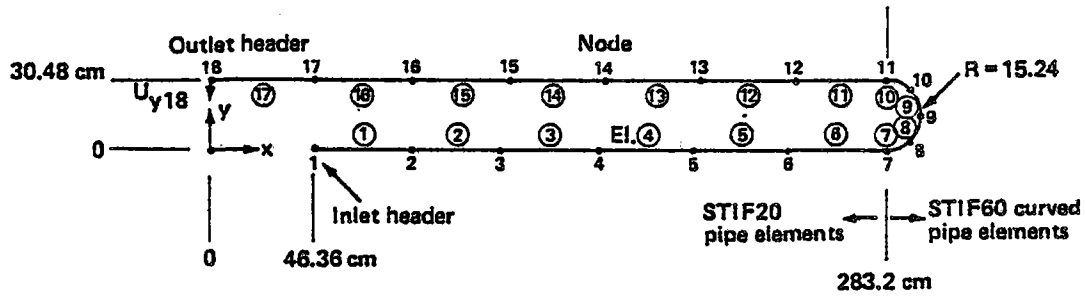 Outlet header
Node
18 17 16 15 14 13 12 11
10
R = 15.24
30.48 cm
Uy18
y
17 16 15 14 13 12 11 10
9
9
8
0
x
1 2 3 El. 4 5 6 7
1 2 3 4 5 6 7 8
Inlet header
STIF20
pipe elements
STIF60 curved
pipe elements
0
46.36 cm
283.2 cm